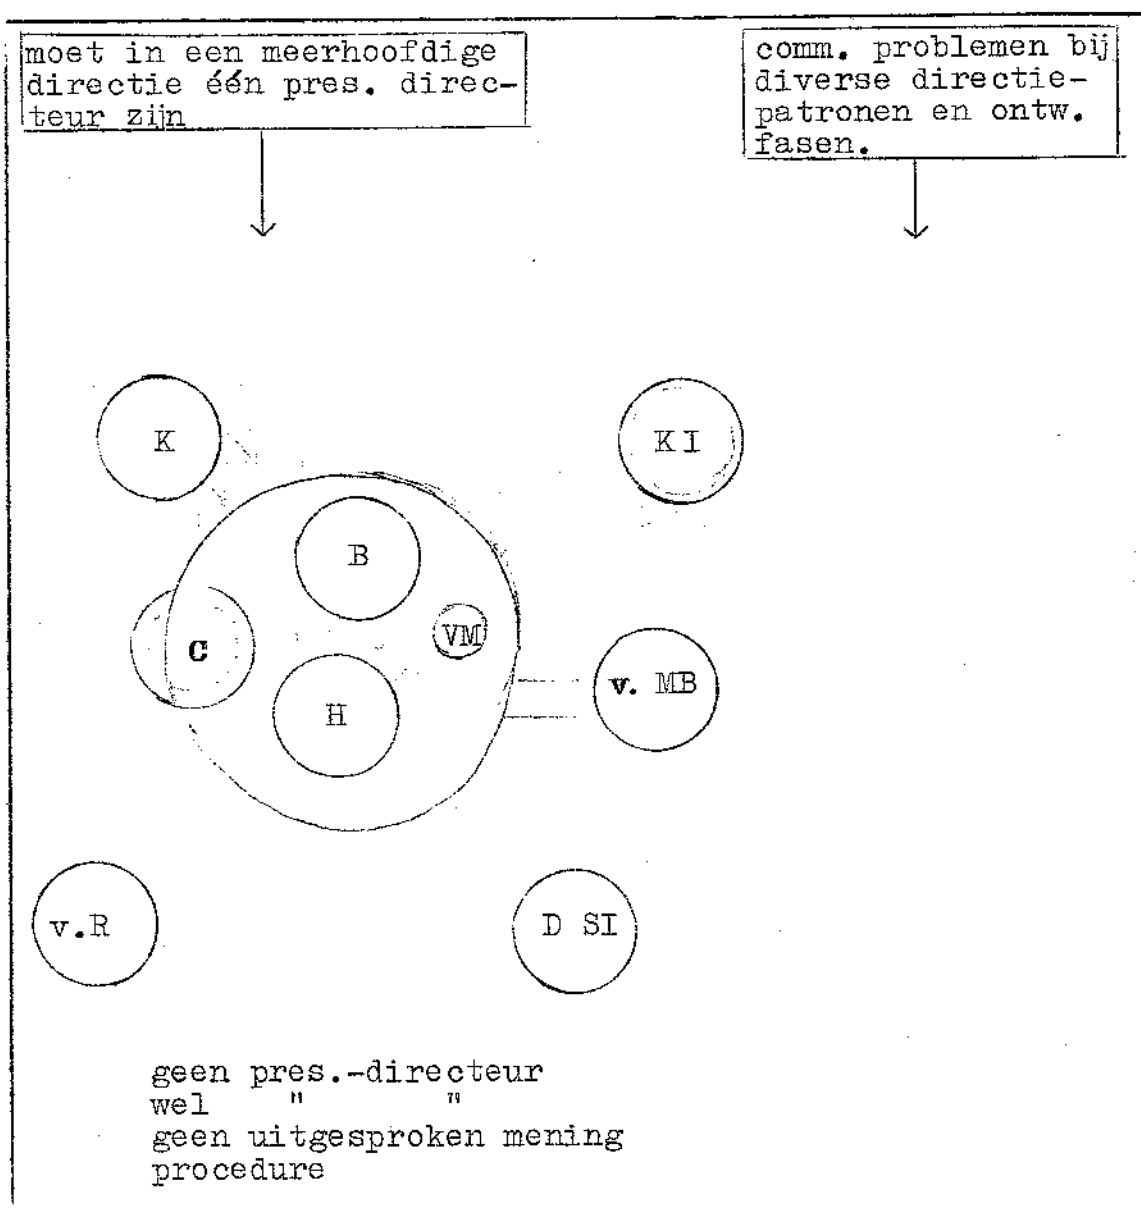 moet in een meerhoofdige
directie één pres. direc-
teur zijn
comm. problemen bij
diverse directie-
patronen en ontw.
fasen.
K
KI
B
VM
C
v. MB
H
v.R
D SI
geen pres.-directeur
wel " "
geen uitgesproken mening
procedure